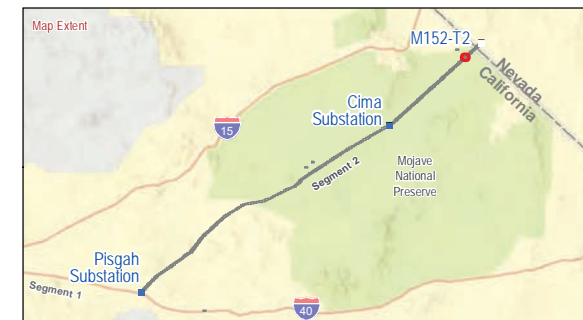 Map Extent
M152-T2
Nevada
California
Cima
Substation
15
Mojave
National
Preserve
Segment 2
Pisgah
Substation
Segment 1
40